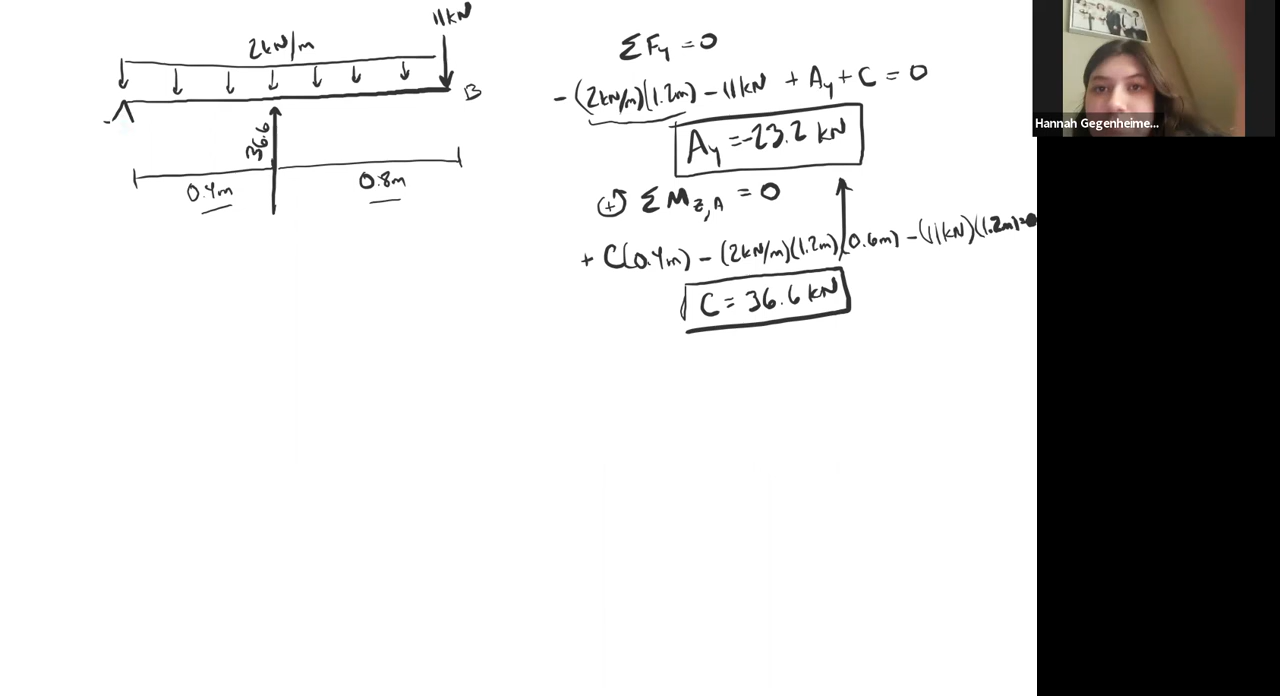 11kN
2kN/m
B
36.6
0.4m
0.8m
ΣFy = 0
- (2kN/m)(1.2m) - 11kN + Ay + C = 0
Ay = -23.2 kN
(+) Σ Mz,A = 0
+ C(0.4m) - (2kN/m)(1.2m)(0.6m) - (11kN)(1.2m)=0
C = 36.6 kN
Hannah Gegenheime...